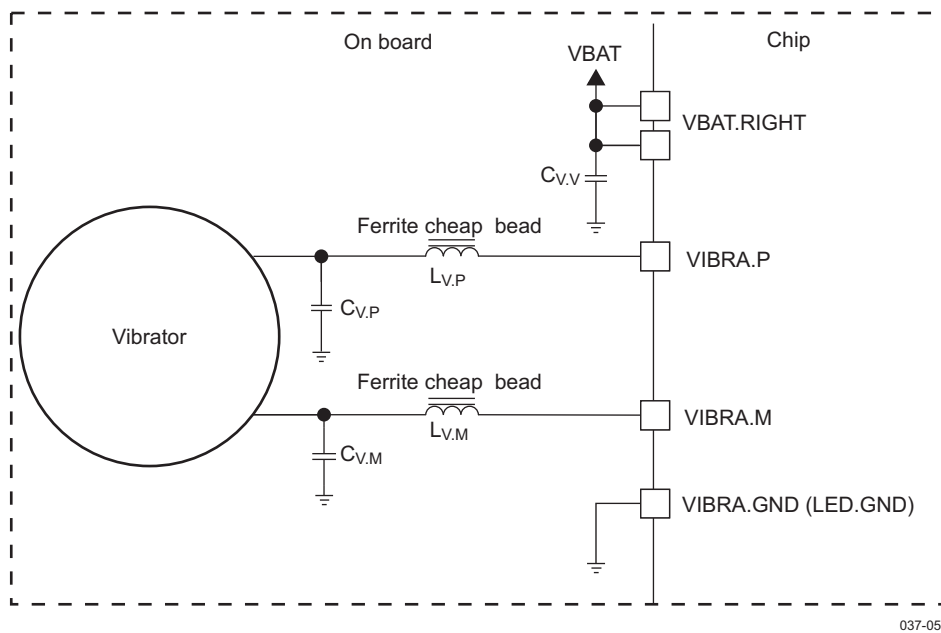 On board
Chip
VBAT
VBAT.RIGHT
CV.V
Ferrite cheap bead
VIBRA.P
LV.P
CV.P
Vibrator
Ferrite cheap bead
VIBRA.M
LV.M
CV.M
VIBRA.GND (LED.GND)
037-05